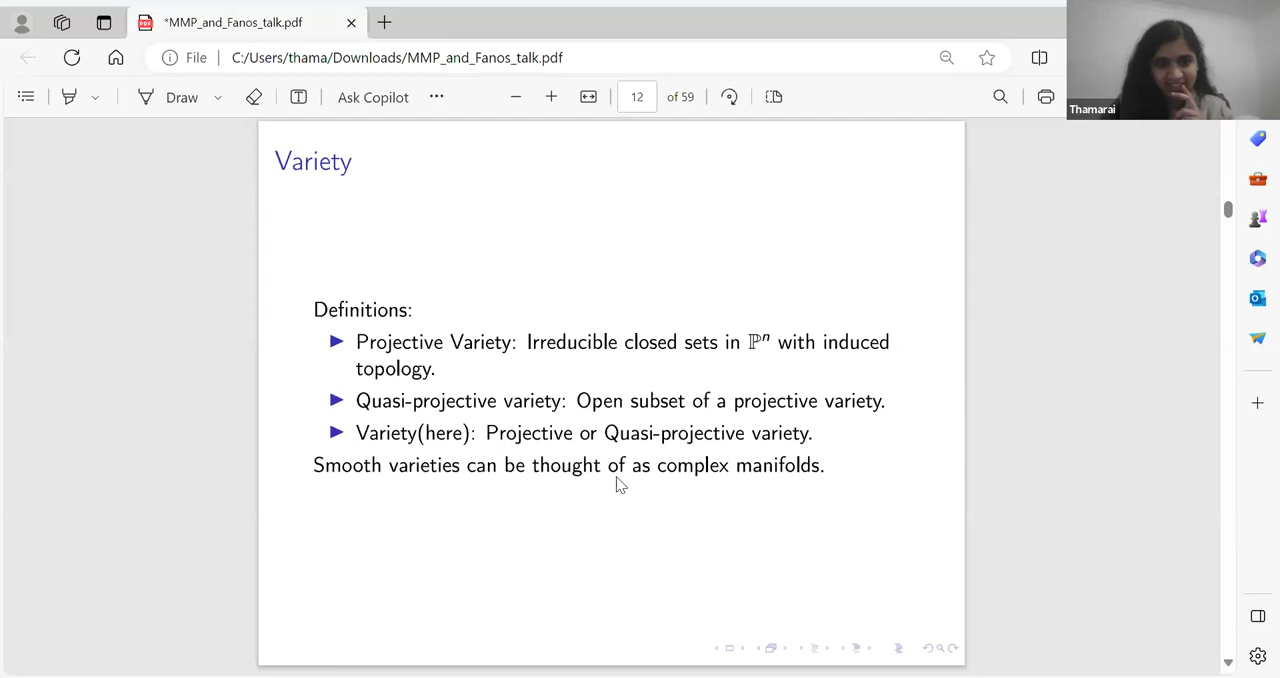 *MMP_and_Fanos_talk.pdf
File
C:/Users/thama/Downloads/MMP_and_Fanos_talk.pdf
Draw
Ask Copilot
12 of 59
Thamarai
Variety
Definitions:
Projective Variety: Irreducible closed sets in ℙⁿ with induced
topology.
Quasi-projective variety: Open subset of a projective variety.
Variety(here): Projective or Quasi-projective variety.
Smooth varieties can be thought of as complex manifolds.